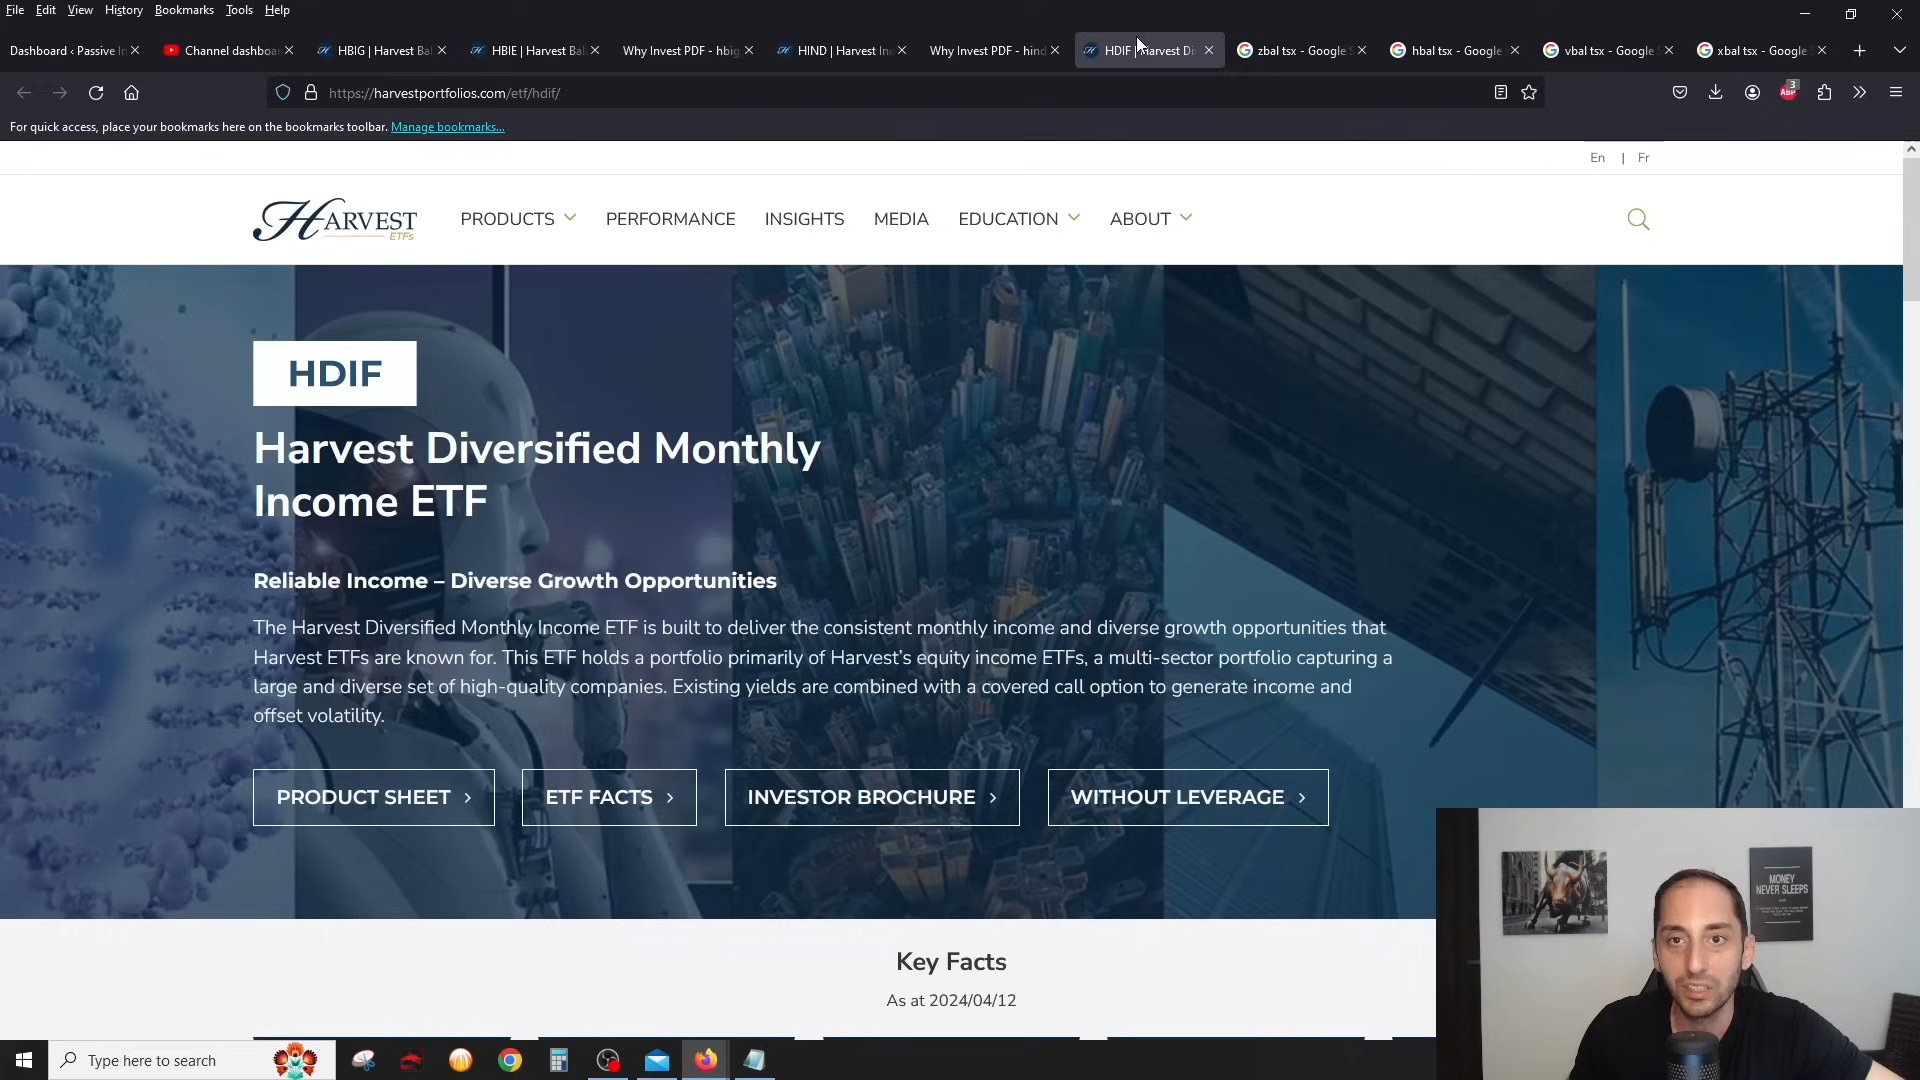 File Edit View History Bookmarks Tools Help
Dashboard ‹ Passive In
Channel dashboa
HBIG | Harvest Bal
HBIE | Harvest Bal
Why Invest PDF - hbig
HIND | Harvest Inc
Why Invest PDF - hind
HDIF | Harvest Di
zbal tsx - Google S
hbal tsx - Google
vbal tsx - Google S
xbal tsx - Google S
https://harvestportfolios.com/etf/hdif/
ABP 3
For quick access, place your bookmarks here on the bookmarks toolbar. Manage bookmarks...
En | Fr
HARVEST
ETFs
PRODUCTS PERFORMANCE INSIGHTS MEDIA EDUCATION ABOUT
HDIF
Harvest Diversified Monthly
Income ETF
Reliable Income – Diverse Growth Opportunities
The Harvest Diversified Monthly Income ETF is built to deliver the consistent monthly income and diverse growth opportunities that
Harvest ETFs are known for. This ETF holds a portfolio primarily of Harvest's equity income ETFs, a multi-sector portfolio capturing a
large and diverse set of high-quality companies. Existing yields are combined with a covered call option to generate income and
offset volatility.
PRODUCT SHEET ›
ETF FACTS ›
INVESTOR BROCHURE ›
WITHOUT LEVERAGE ›
Key Facts
As at 2024/04/12
MONEY
NEVER SLEEPS
Type here to search